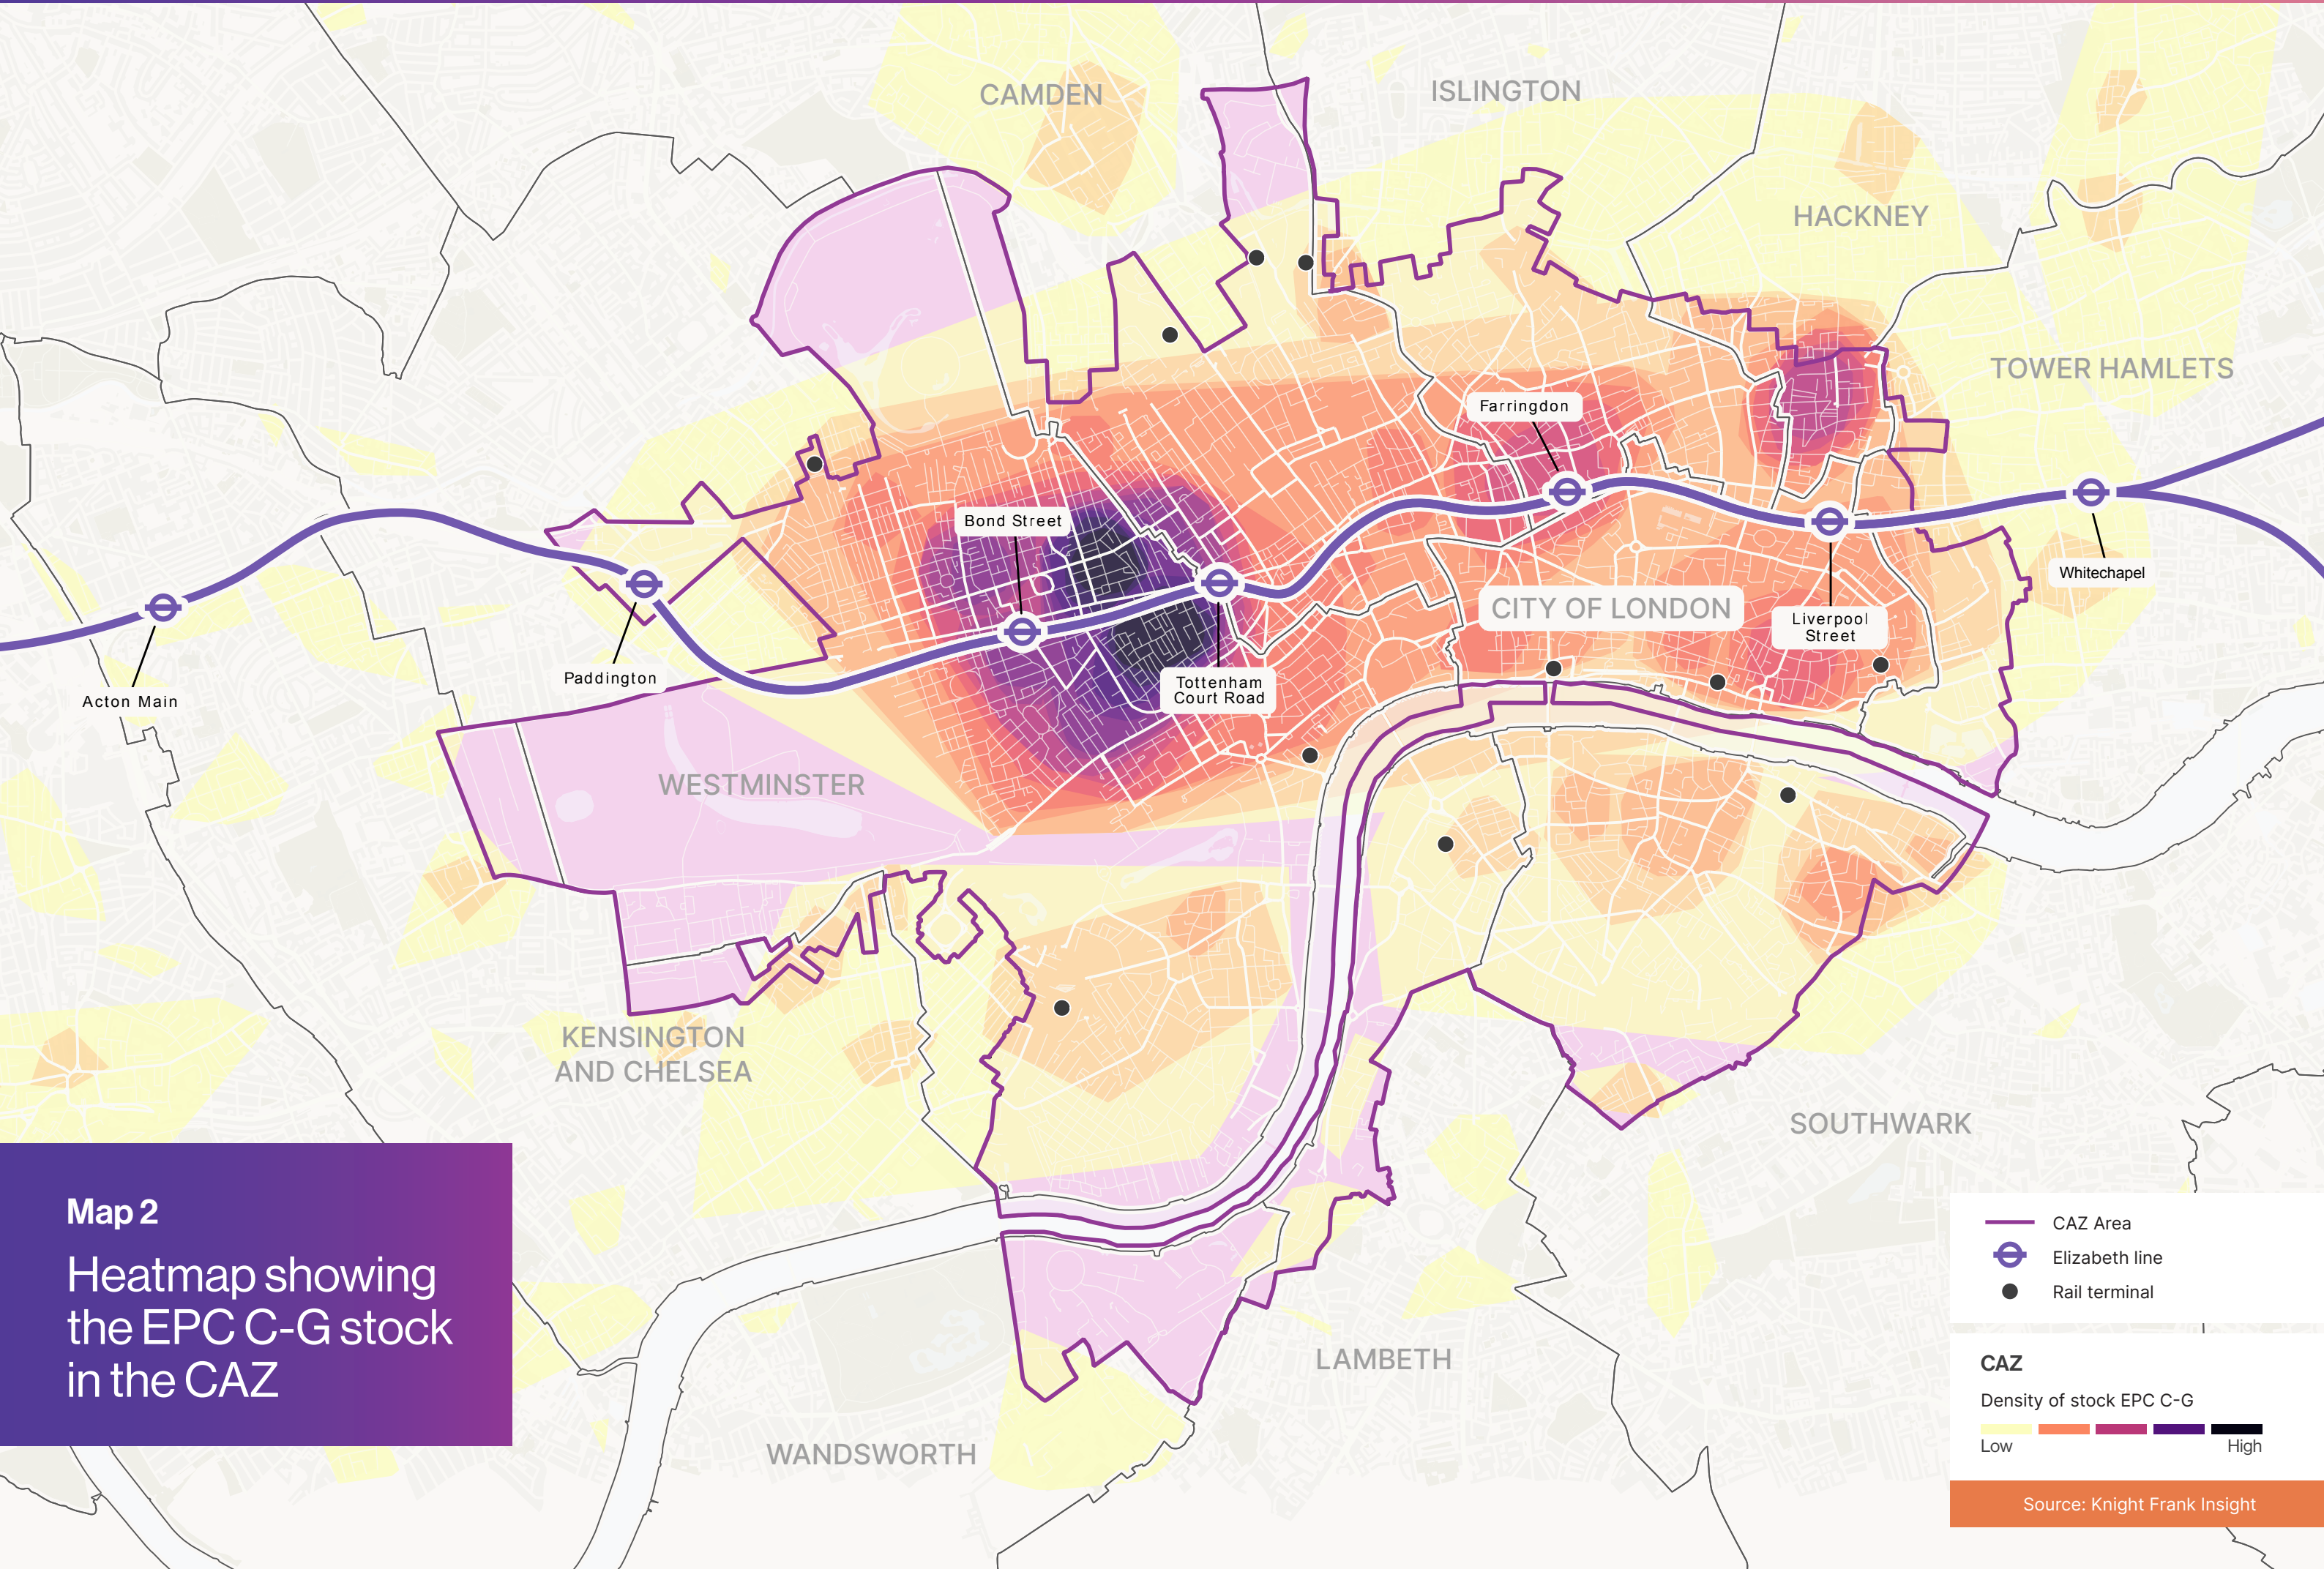 CAMDEN
ISLINGTON
HACKNEY
TOWER HAMLETS
Farringdon
Bond Street
Whitechapel
CITY OF LONDON
Liverpool
Street
Paddington
Tottenham
Court Road
Acton Main
WESTMINSTER
KENSINGTON
AND CHELSEA
SOUTHWARK
LAMBETH
WANDSWORTH
Map 2
Heatmap showing
the EPC C-G stock
in the CAZ
CAZ Area
Elizabeth line
Rail terminal
CAZ
Density of stock EPC C-G
Low
High
Source: Knight Frank Insight